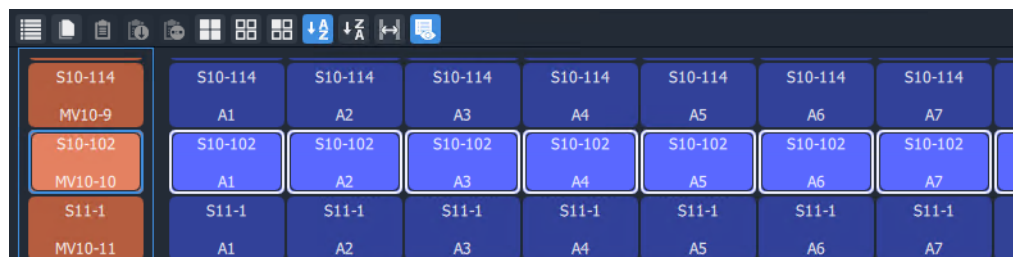 S10-114 S10-114 S10-114 S10-114 S10-114 S10-114 S10-114 S10-114
MV10-9 A1 A2 A3 A4 A5 A6 A7
S10-102 S10-102 S10-102 S10-102 S10-102 S10-102 S10-102 S10-102
MV10-10 A1 A2 A3 A4 A5 A6 A7
S11-1 S11-1 S11-1 S11-1 S11-1 S11-1 S11-1 S11-1
MV10-11 A1 A2 A3 A4 A5 A6 A7